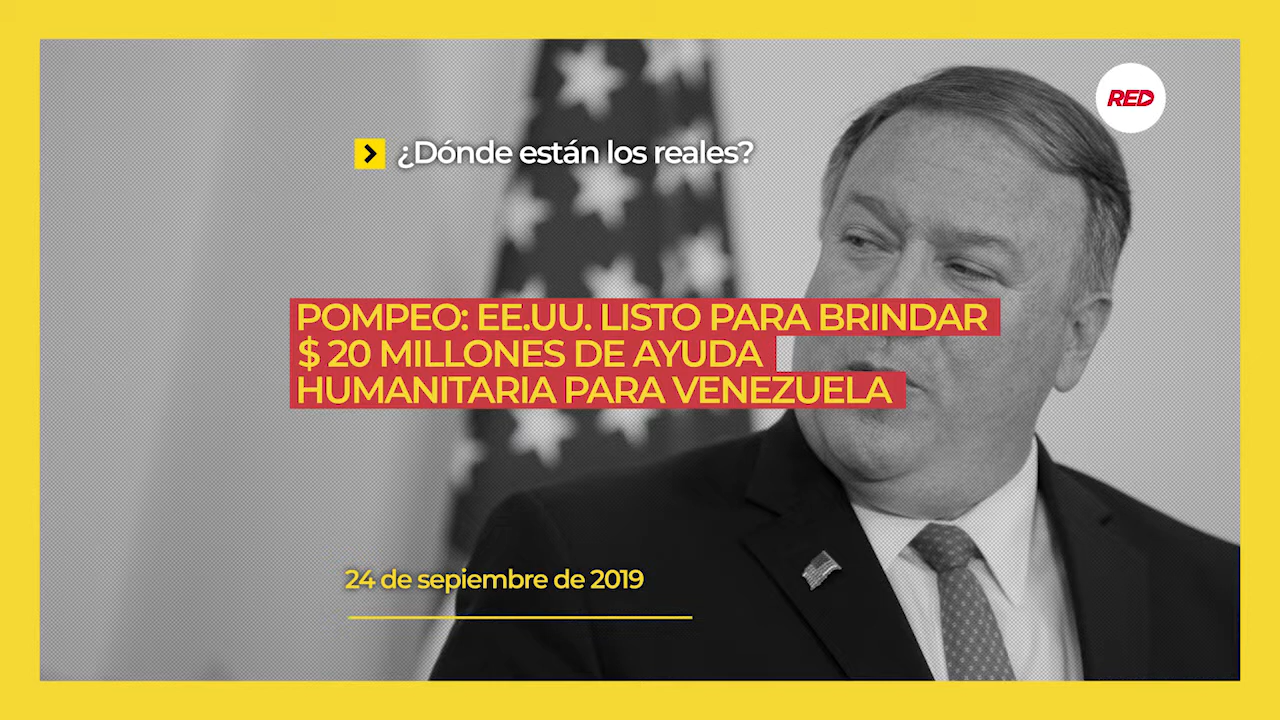 RED
¿Dónde están los reales?
POMPEO: EE.UU. LISTO PARA BRINDAR
$ 20 MILLONES DE AYUDA
HUMANITARIA PARA VENEZUELA
24 de sepiembre de 2019